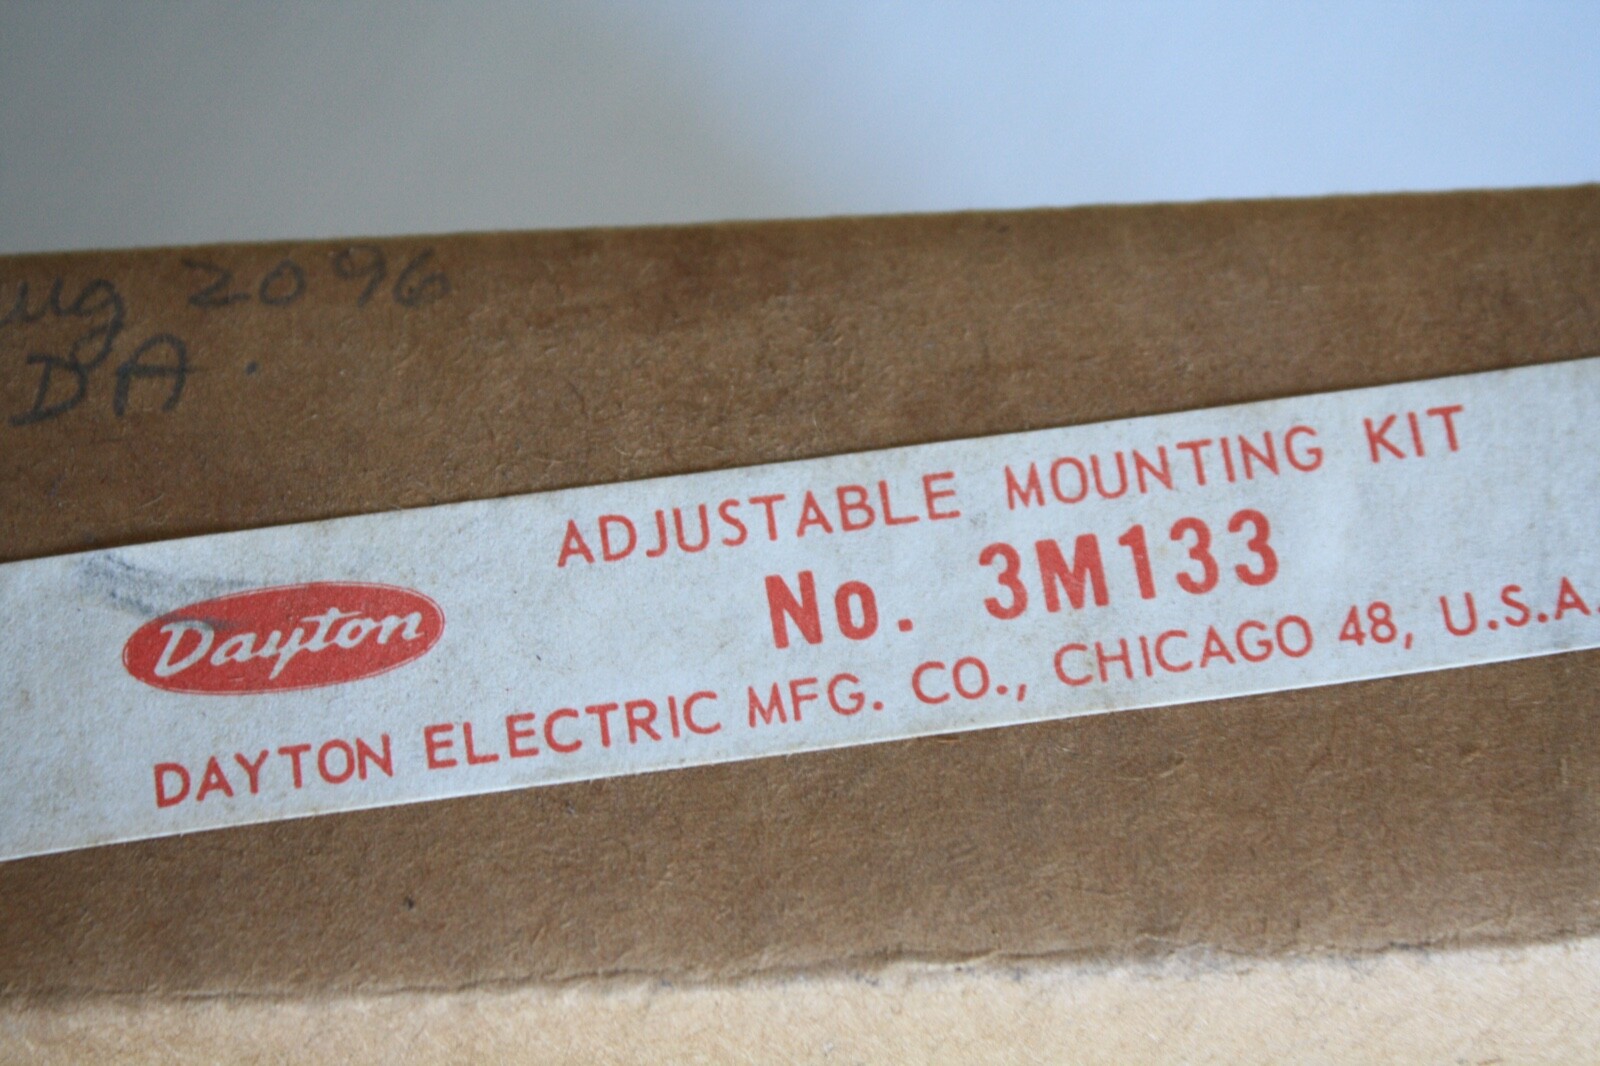 ug 2096
DA.
ADJUSTABLE MOUNTING KIT
No. 3M133
Dayton
DAYTON ELECTRIC MFG. CO., CHICAGO 48, U.S.A.